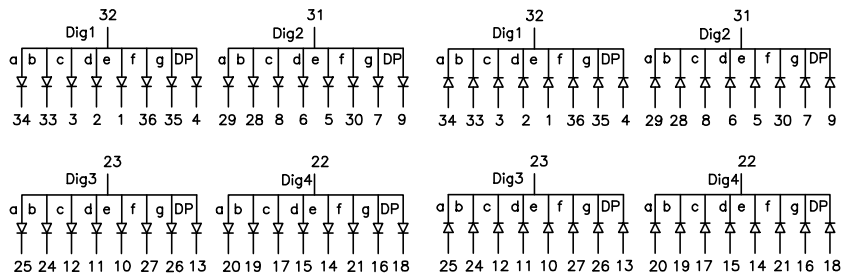 32 31 32 31
Dig1 Dig2 Dig1 Dig2
a b c d e f g DP a b c d e f g DP a b c d e f g DP a b c d e f g DP
34 33 3 2 1 36 35 4 29 28 8 6 5 30 7 9 34 33 3 2 1 36 35 4 29 28 8 6 5 30 7 9
23 22 23 22
Dig3 Dig4 Dig3 Dig4
a b c d e f g DP a b c d e f g DP a b c d e f g DP a b c d e f g DP
25 24 12 11 10 27 26 13 20 19 17 15 14 21 16 18 25 24 12 11 10 27 26 13 20 19 17 15 14 21 16 18